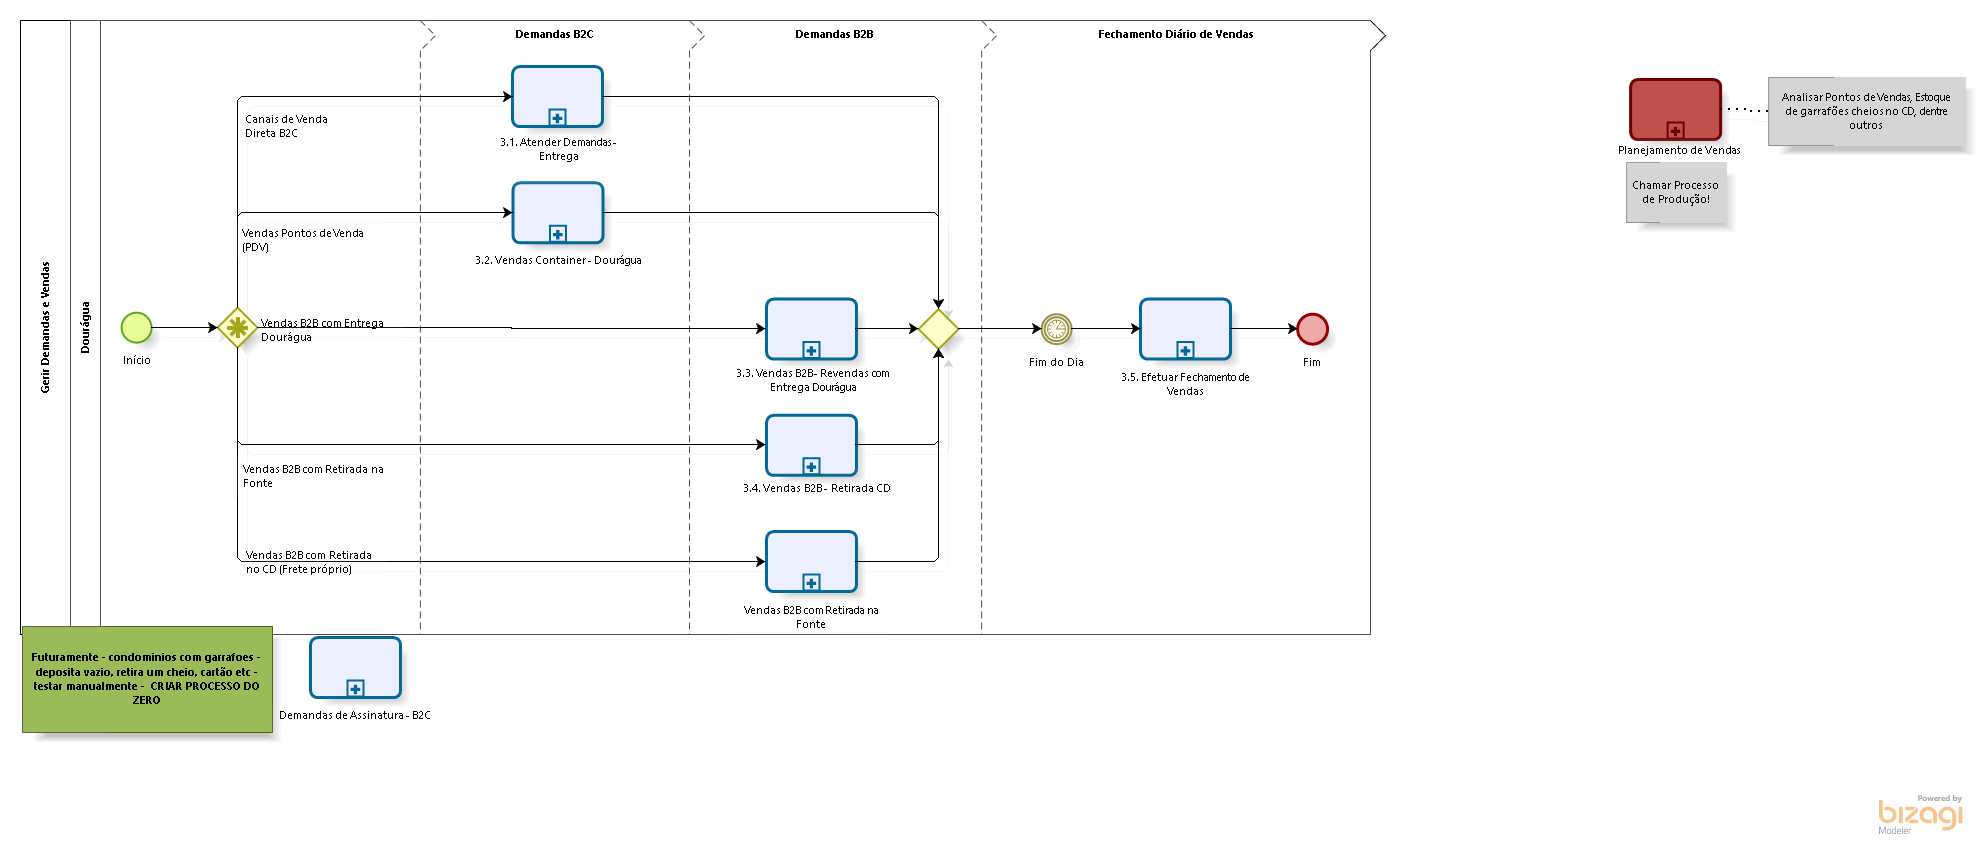 Gerir Demandas e Vendas
Dourágua
Demandas B2C
Demandas B2B
Fechamento Diário de Vendas
Início
Canais de Venda
Direta B2C
Vendas Pontos de Venda
(PDV)
Vendas B2B com Entrega
Dourágua
Vendas B2B com Retirada na
Fonte
Vendas B2B com Retirada
no CD (Frete próprio)
3.1. Atender Demandas-
Entrega
3.2. Vendas Container - Dourágua
3.3. Vendas B2B- Revendas com
Entrega Dourágua
3.4. Vendas B2B - Retirada CD
Vendas B2B com Retirada na
Fonte
Fim do Dia
3.5. Efetuar Fechamento de
Vendas
Fim
Planejamento de Vendas
Analisar Pontos de Vendas, Estoque
de garrafões cheios no CD, dentre
outros
Chamar Processo
de Produção!
Futuramente - condominios com garrafoes -
deposita vazio, retira um cheio, cartão etc -
testar manualmente - CRIAR PROCESSO DO
ZERO
Demandas de Assinatura - B2C
Powered by
bizagi
Modeler